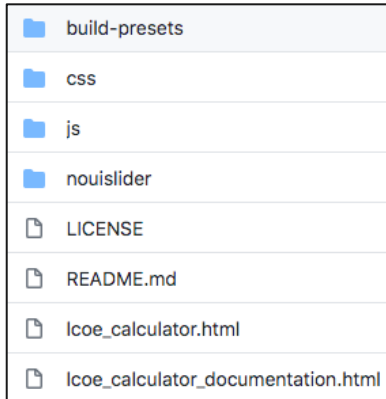 build-presets
css
js
nouislider
LICENSE
README.md
lcoe_calculator.html
lcoe_calculator_documentation.html